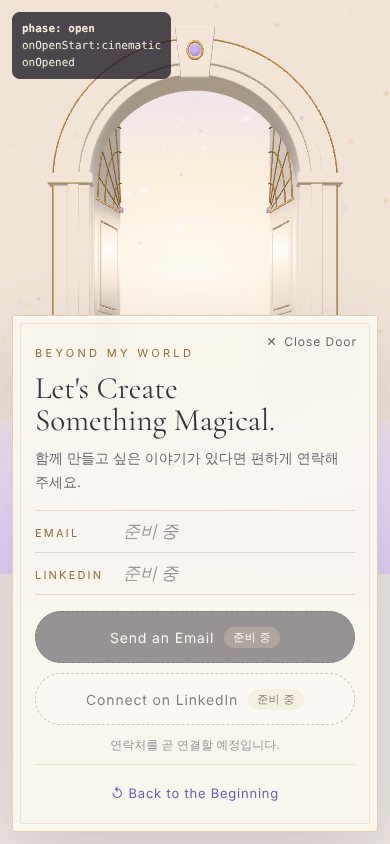 phase: open
onOpenStart:cinematic
onOpened
✕ Close Door
BEYOND MY WORLD
Let's Create
Something Magical.
함께 만들고 싶은 이야기가 있다면 편하게 연락해
주세요.
EMAIL 준비 중
LINKEDIN 준비 중
Send an Email 준비 중
Connect on LinkedIn 준비 중
연락처를 곧 연결할 예정입니다.
↺ Back to the Beginning